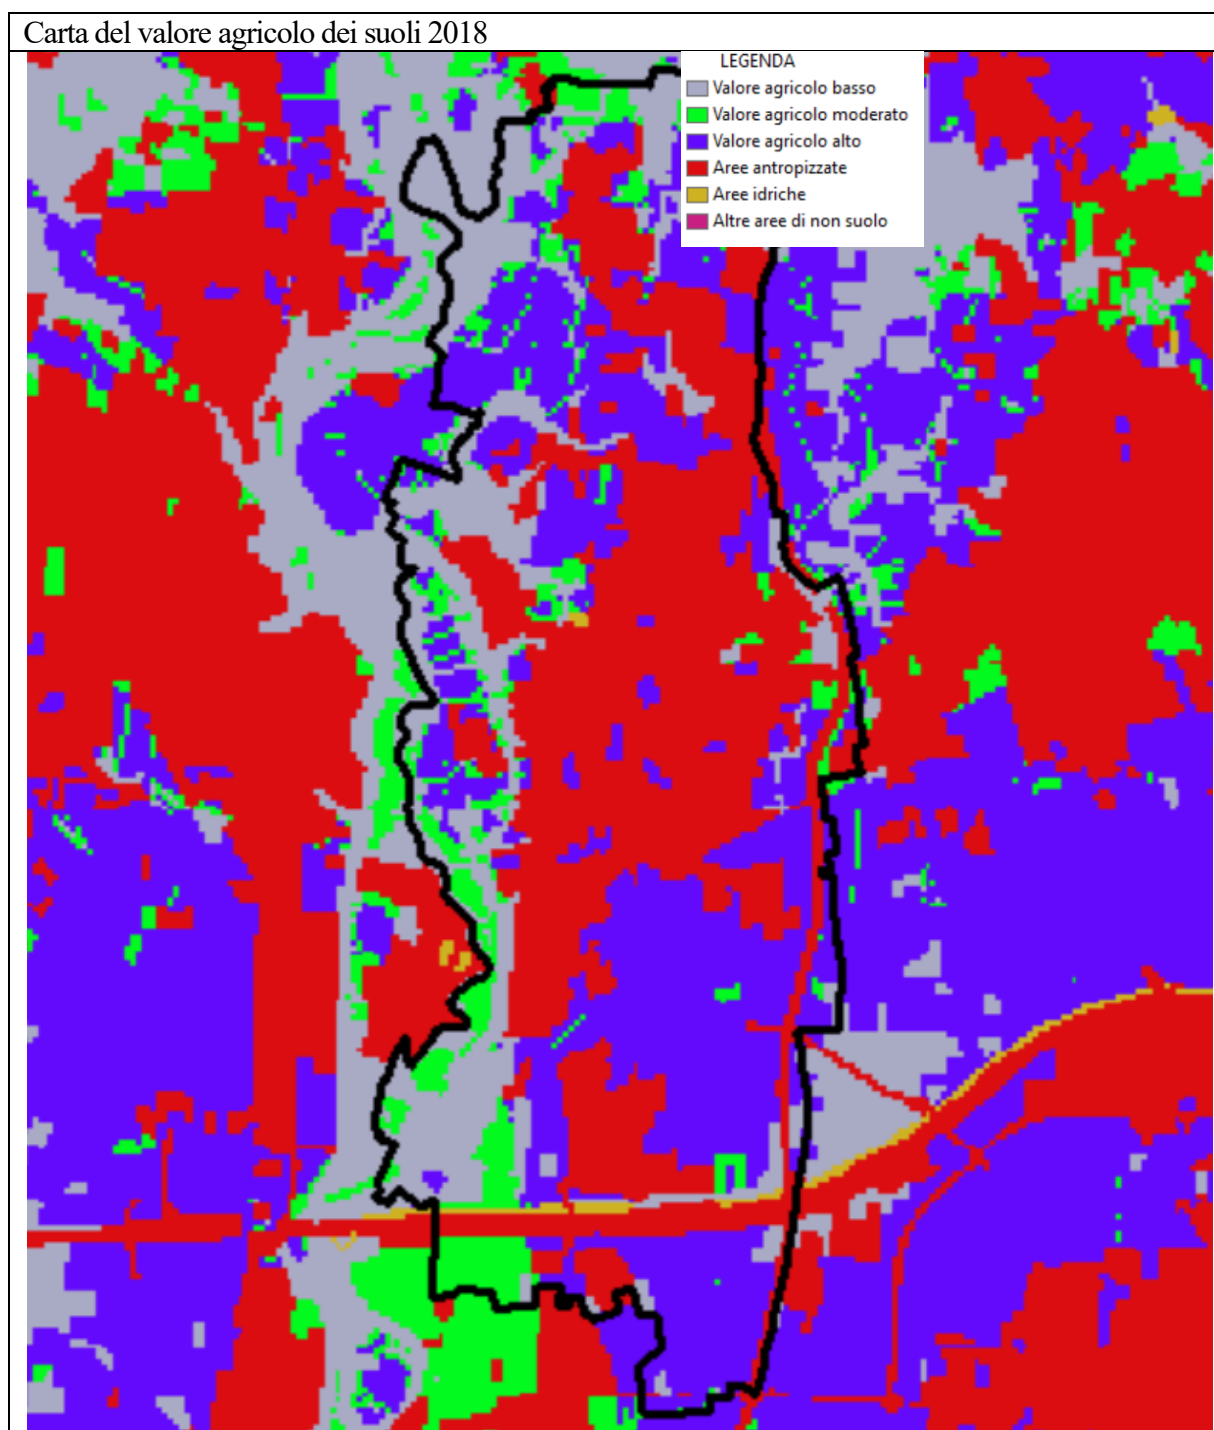 Carta del valore agricolo dei suoli 2018
LEGENDA
Valore agricolo basso
Valore agricolo moderato
Valore agricolo alto
Aree antropizzate
Aree idriche
Altre aree di non suolo